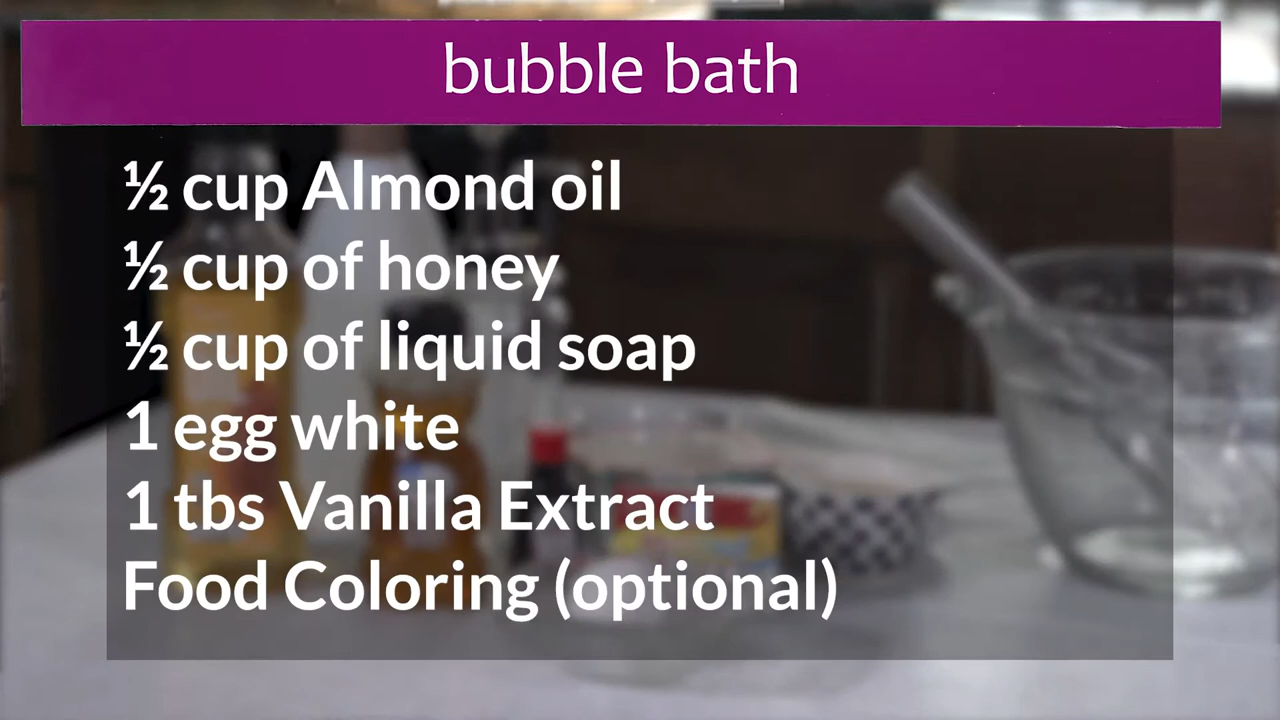 bubble bath
½ cup Almond oil
½ cup of honey
½ cup of liquid soap
1 egg white
1 tbs Vanilla Extract
Food Coloring (optional)